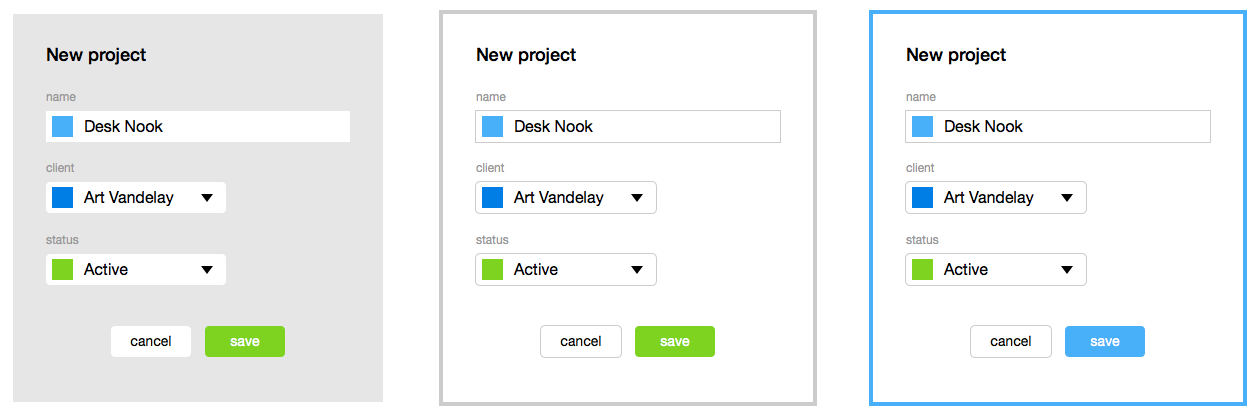 New project
name
Desk Nook
client
Art Vandelay
status
Active
cancel
save
New project
name
Desk Nook
client
Art Vandelay
status
Active
cancel
save
New project
name
Desk Nook
client
Art Vandelay
status
Active
cancel
save